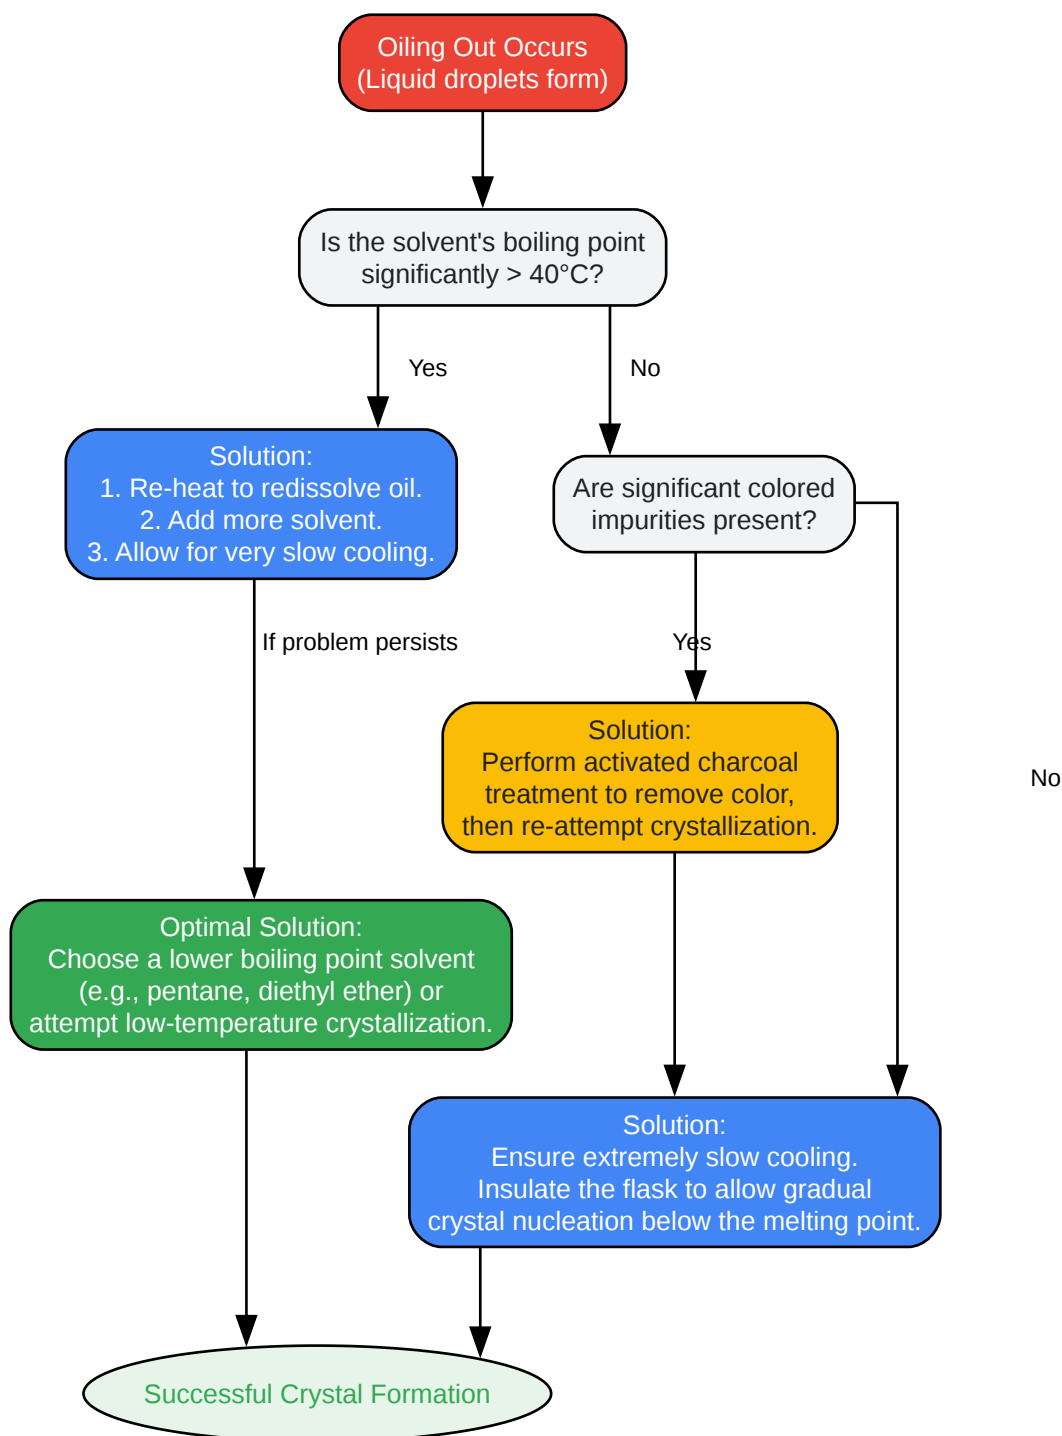 Oiling Out Occurs
(Liquid droplets form)
Is the solvent's boiling point
significantly > 40°C?
Yes
No
Solution:
1. Re-heat to redissolve oil.
2. Add more solvent.
3. Allow for very slow cooling.
Are significant colored
impurities present?
If problem persists
Yes
Solution:
Perform activated charcoal
treatment to remove color,
then re-attempt crystallization.
No
Optimal Solution:
Choose a lower boiling point solvent
(e.g., pentane, diethyl ether) or
attempt low-temperature crystallization.
Solution:
Ensure extremely slow cooling.
Insulate the flask to allow gradual
crystal nucleation below the melting point.
Successful Crystal Formation